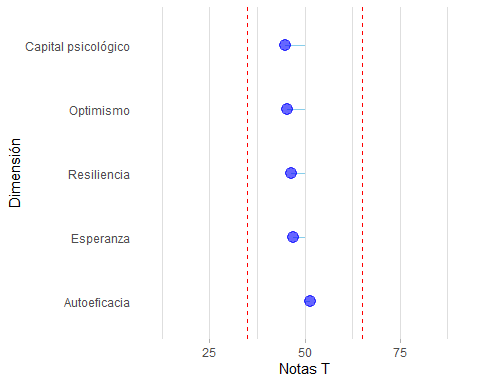 Capital psicológico
Optimismo
Resiliencia
Esperanza
Autoeficacia
Dimensión
25 50 75
Notas T